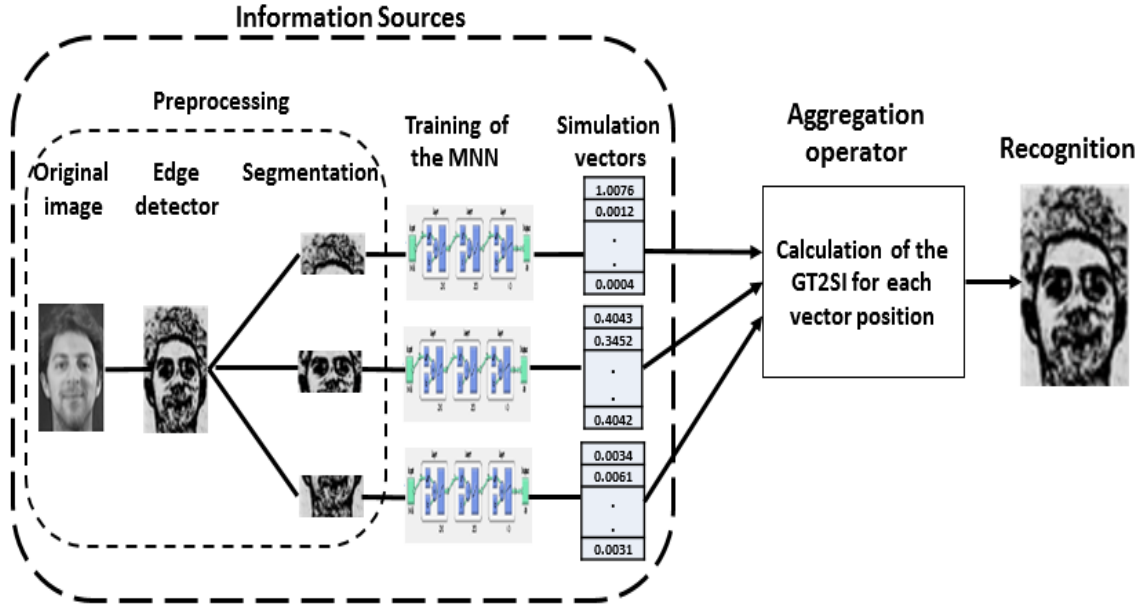 Information Sources
Preprocessing
Original
image
Edge
detector
Segmentation
Training of
the MNN
Simulation
vectors
1.0076
0.0012
.
.
0.0004
0.4043
0.3452
.
.
0.4042
0.0034
0.0061
.
.
0.0031
Aggregation
operator
Calculation of the
GT2SI for each
vector position
Recognition